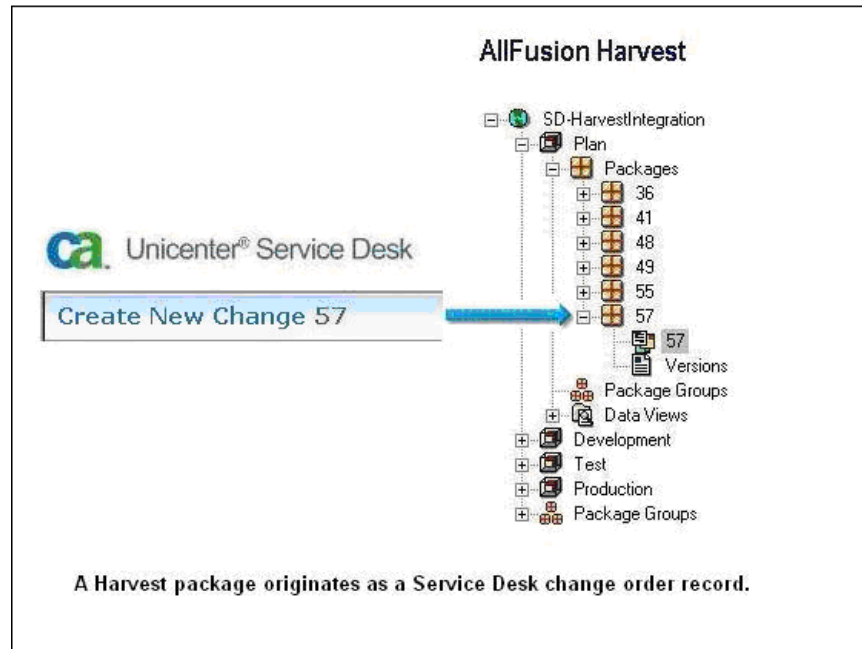 AllFusion Harvest
SD-HarvestIntegration
Plan
Packages
36
41
48
49
55
57
57
Versions
Package Groups
Data Views
Development
Test
Production
Package Groups
ca. Unicenter® Service Desk
Create New Change 57
A Harvest package originates as a Service Desk change order record.